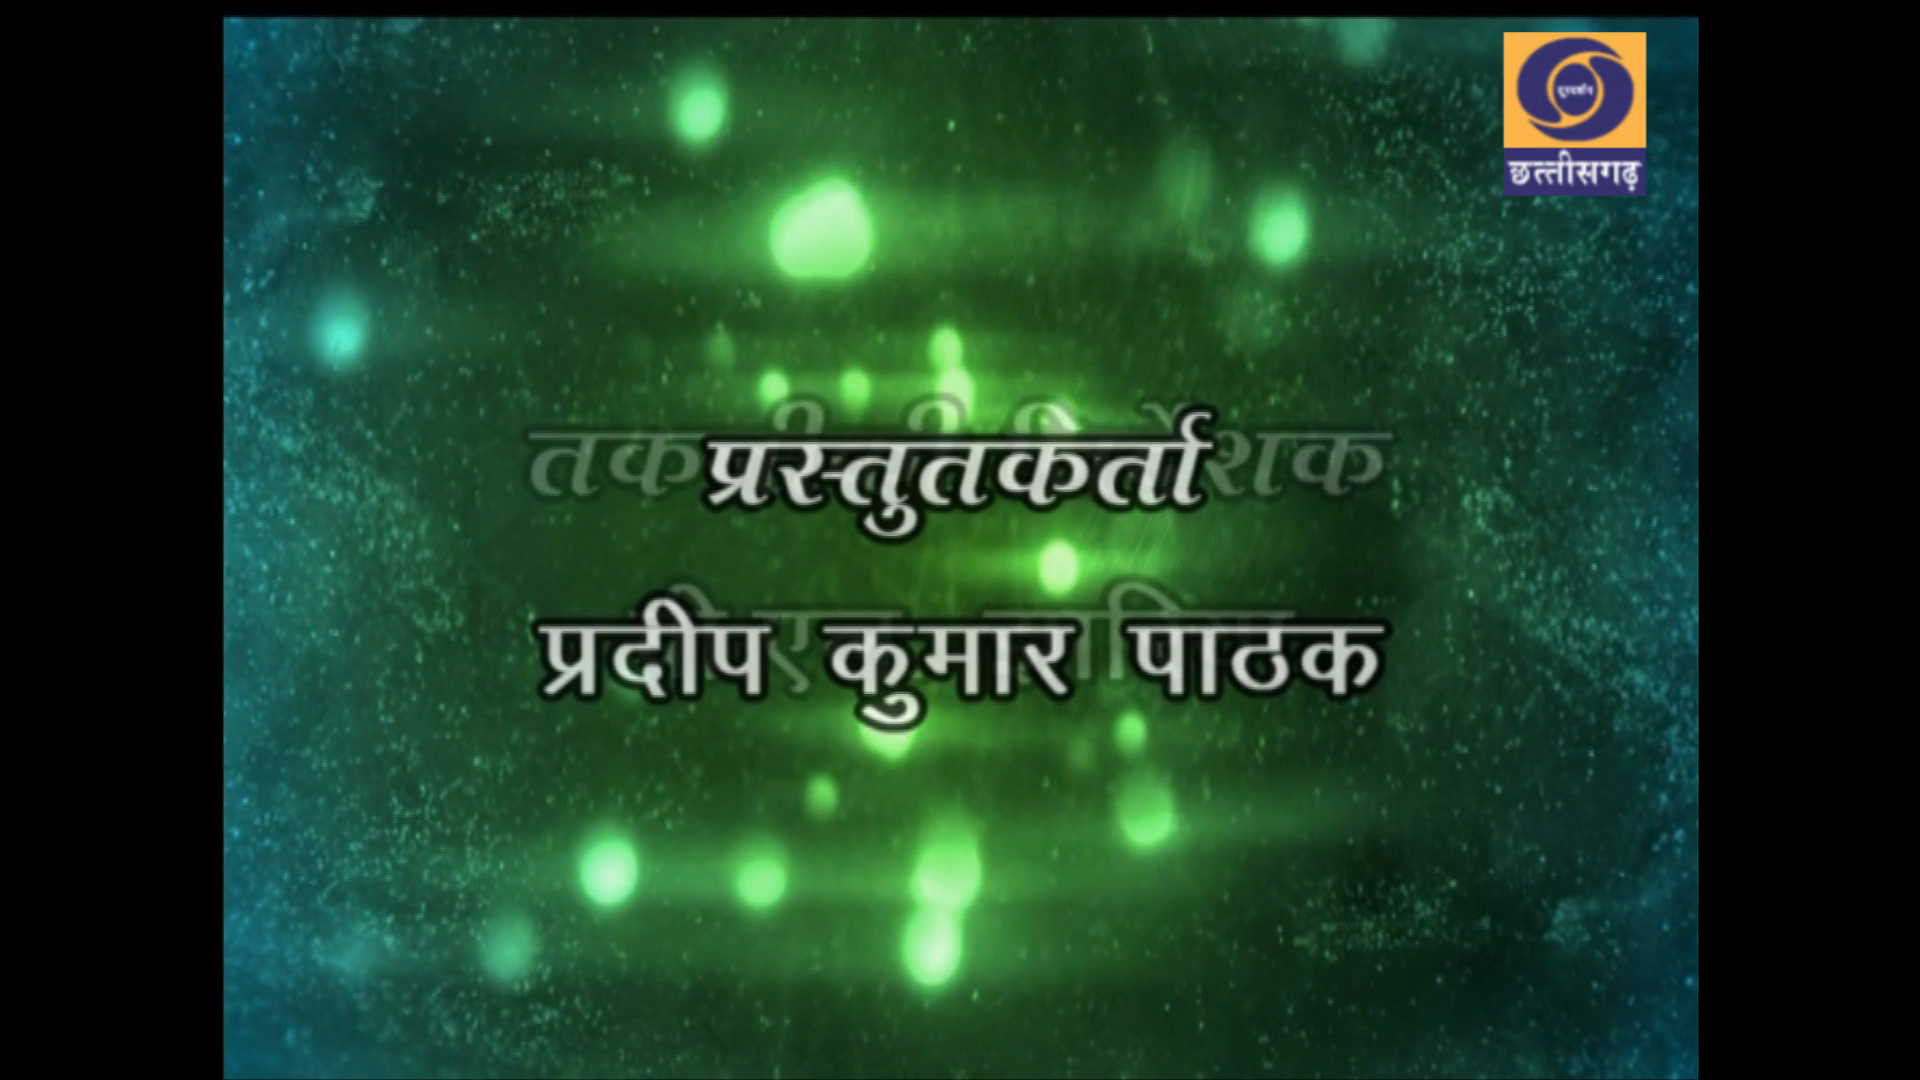 दूरदर्शन
छत्तीसगढ़
प्रस्तुतकर्ता
प्रदीप कुमार पाठक